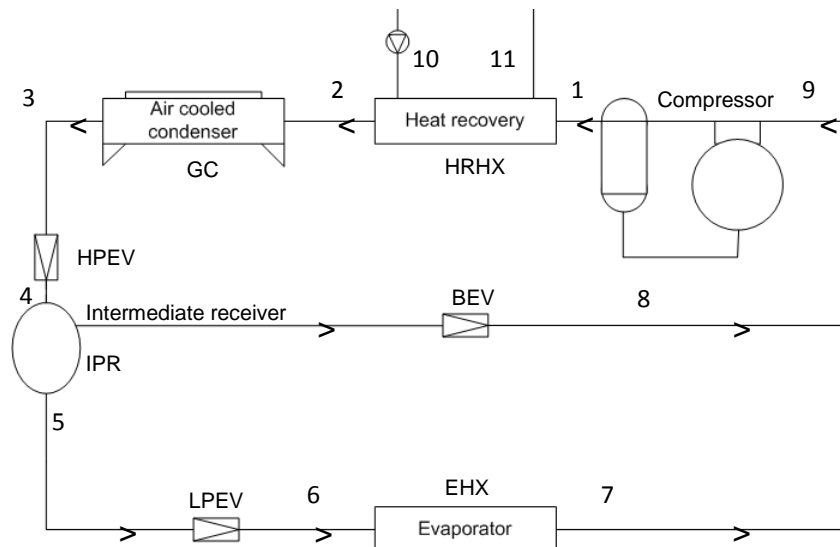 10
11
3
2
1
Compressor
9
Air cooled
condenser
Heat recovery
GC
HRHX
HPEV
4
Intermediate receiver
BEV
8
IPR
5
LPEV
6
EHX
7
Evaporator